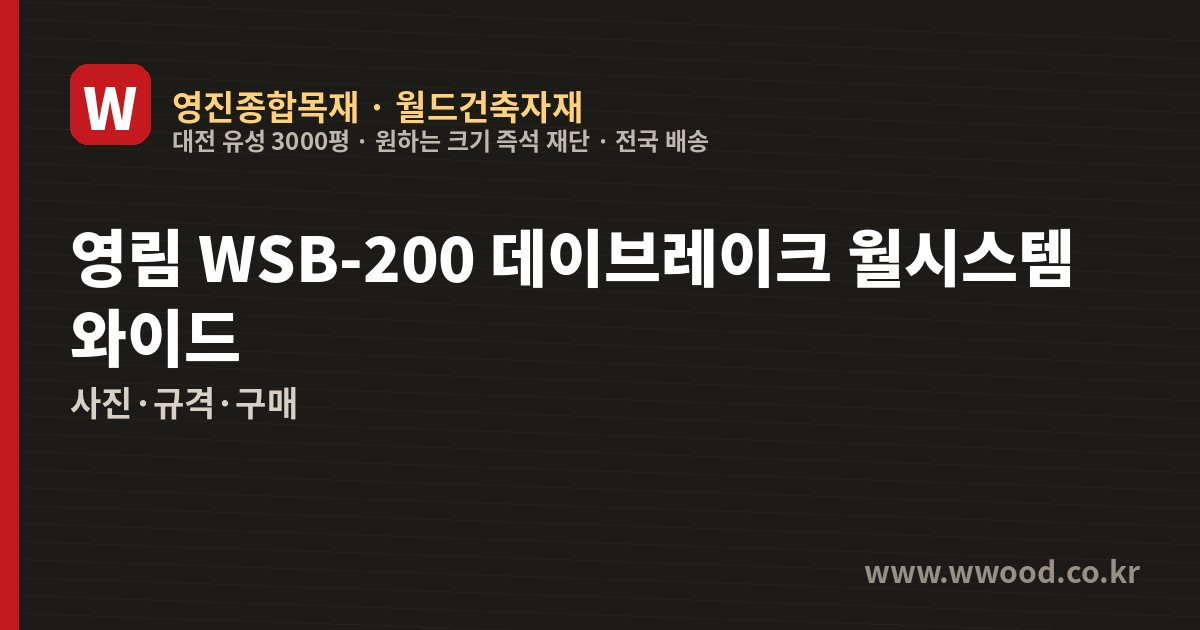 W
영진종합목재 · 월드건축자재
대전 유성 3000평 · 원하는 크기 즉석 재단 · 전국 배송
영림 WSB-200 데이브레이크 월시스템
와이드
사진·규격·구매
www.wwood.co.kr